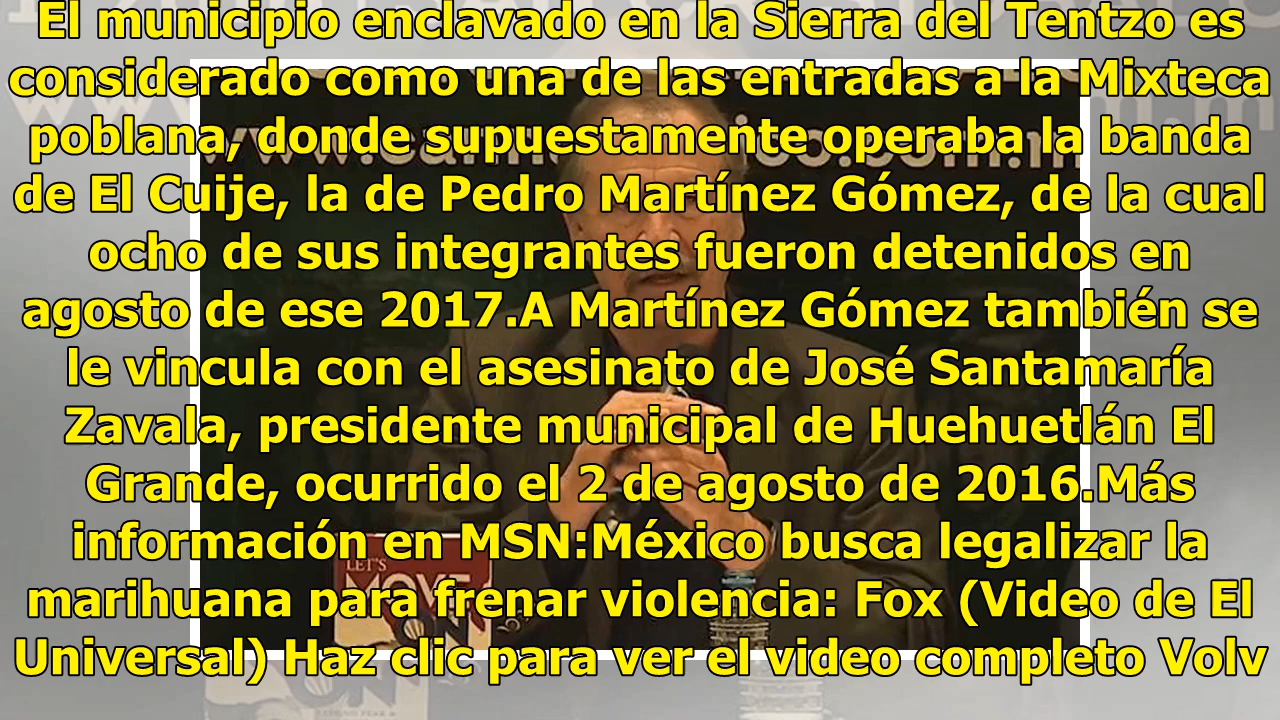 El municipio enclavado en la Sierra del Tentzo es
considerado como una de las entradas a la Mixteca
poblana, donde supuestamente operaba la banda
de El Cuije, la de Pedro Martínez Gómez, de la cual
ocho de sus integrantes fueron detenidos en
agosto de ese 2017.A Martínez Gómez también se
le vincula con el asesinato de José Santamaría
Zavala, presidente municipal de Huehuetlán El
Grande, ocurrido el 2 de agosto de 2016.Más
información en MSN:México busca legalizar la
marihuana para frenar violencia: Fox (Video de El
Universal) Haz clic para ver el video completo Volv
LET'S
MOVE
ON